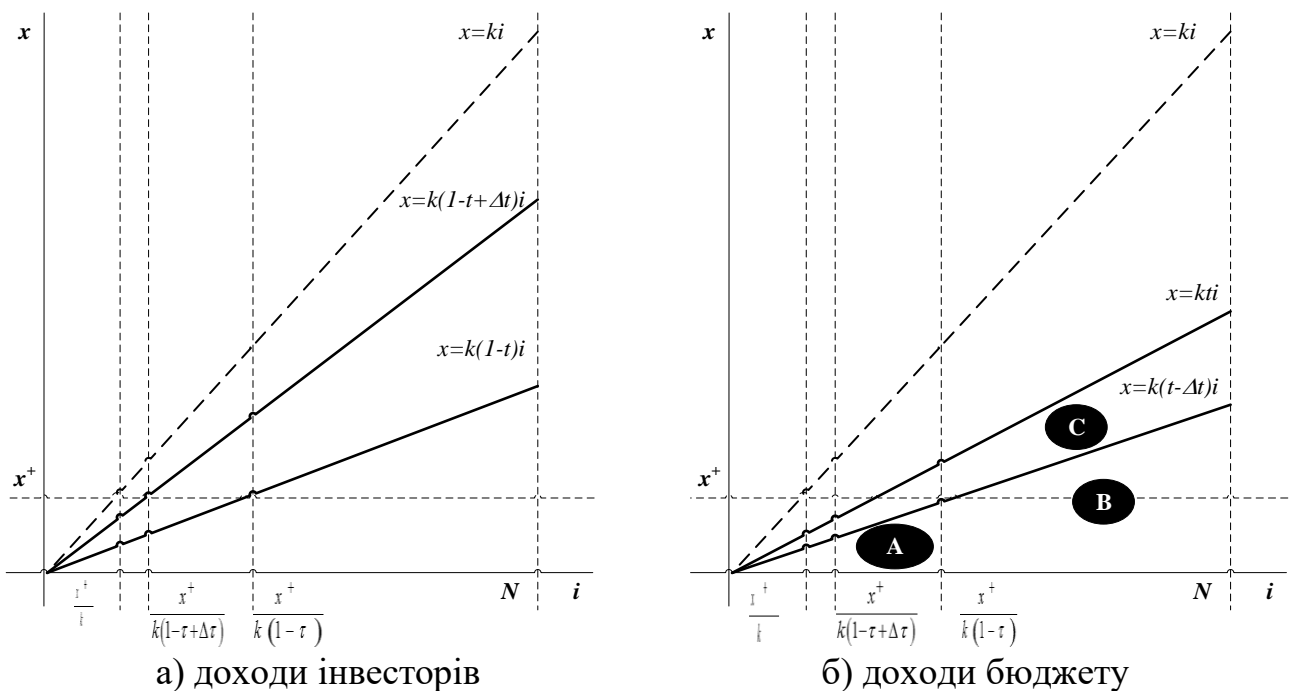 x
x=ki
x=k(1-t+Δt)i
x=k(1-t)i
x⁺
x⁺/k
x⁺/k(1-τ+Δτ)
x⁺/k(1-τ)
N
i
а) доходи інвесторів
x
x=ki
x=kti
x=k(t-Δt)i
C
x⁺
B
A
x⁺/k
x⁺/k(1-τ+Δτ)
x⁺/k(1-τ)
N
i
б) доходи бюджету